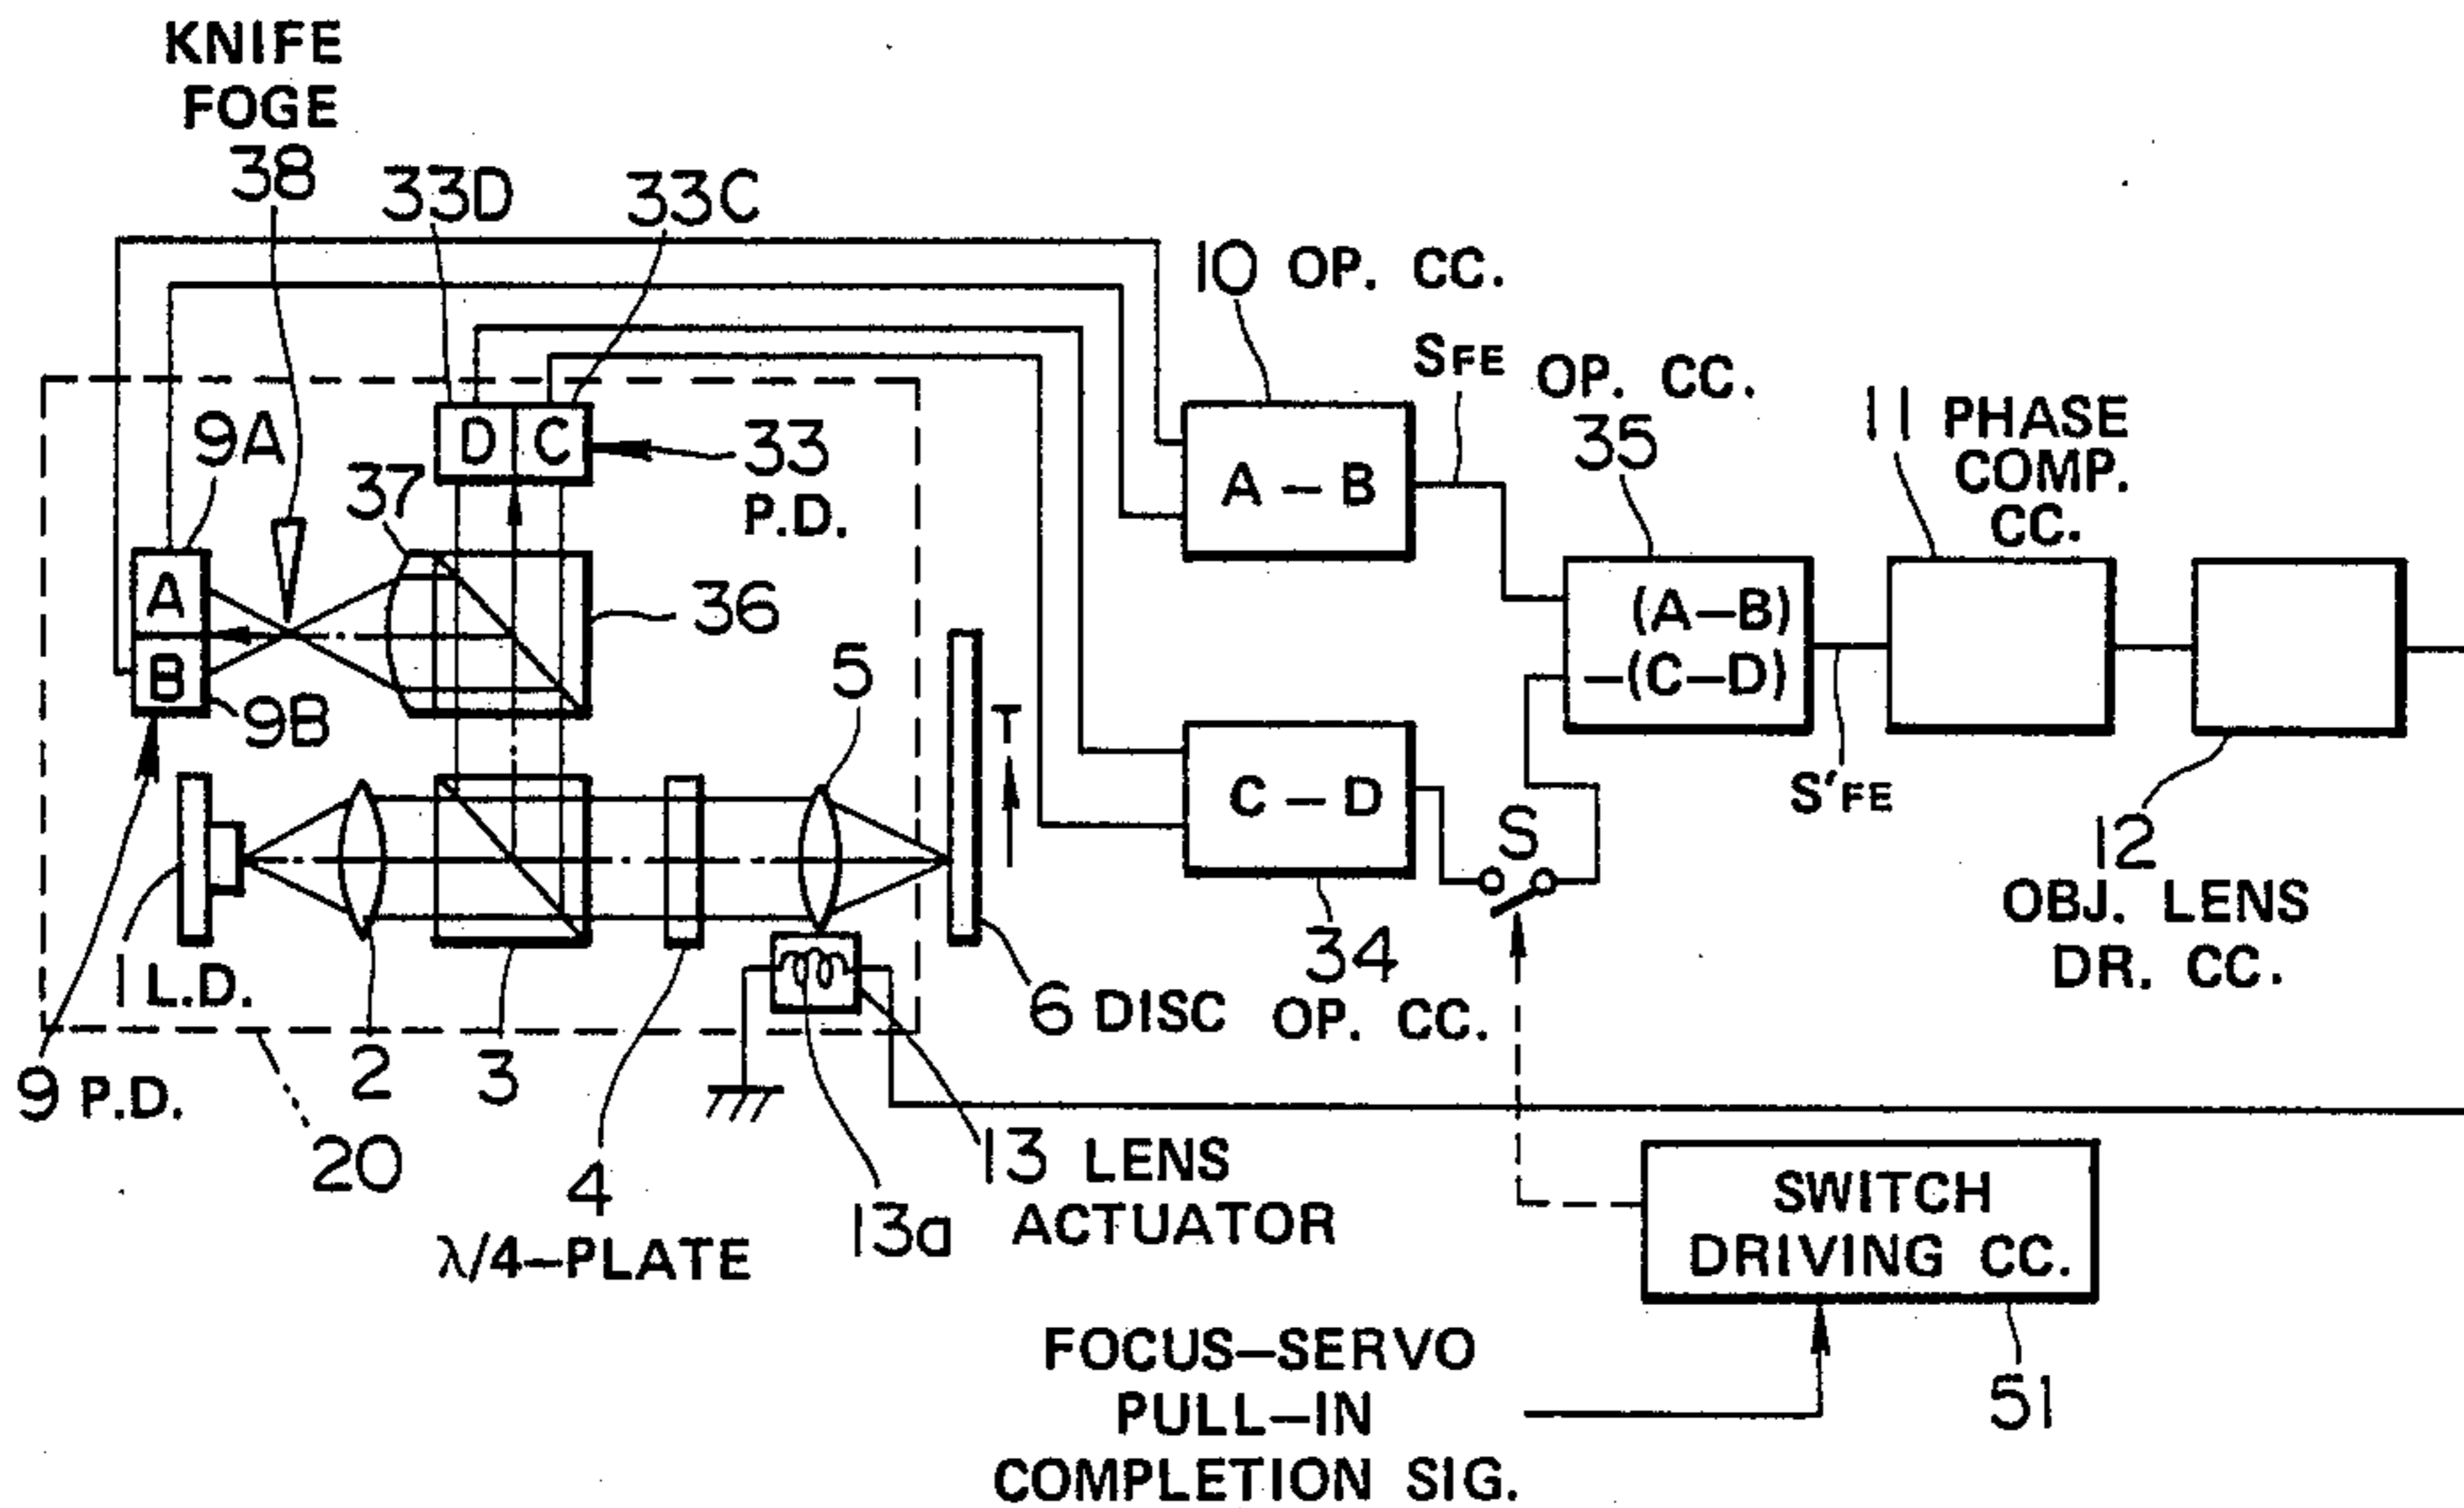 KNIFE
FOGE
38
33D
33C
10 OP. CC.
SFE
OP. CC.
35
11 PHASE
COMP.
CC.
9A
D C
33
P.D.
37
A – B
A
B
36
(A–B)
–(C–D)
5
9B
T
S'FE
C – D
S
12
OBJ. LENS
DR. CC.
1 L.D.
34
OP. CC.
6 DISC
2
3
9 P.D.
20
4
λ/4–PLATE
13a
13 LENS
ACTUATOR
SWITCH
DRIVING CC.
FOCUS–SERVO
PULL–IN
COMPLETION SIG.
51